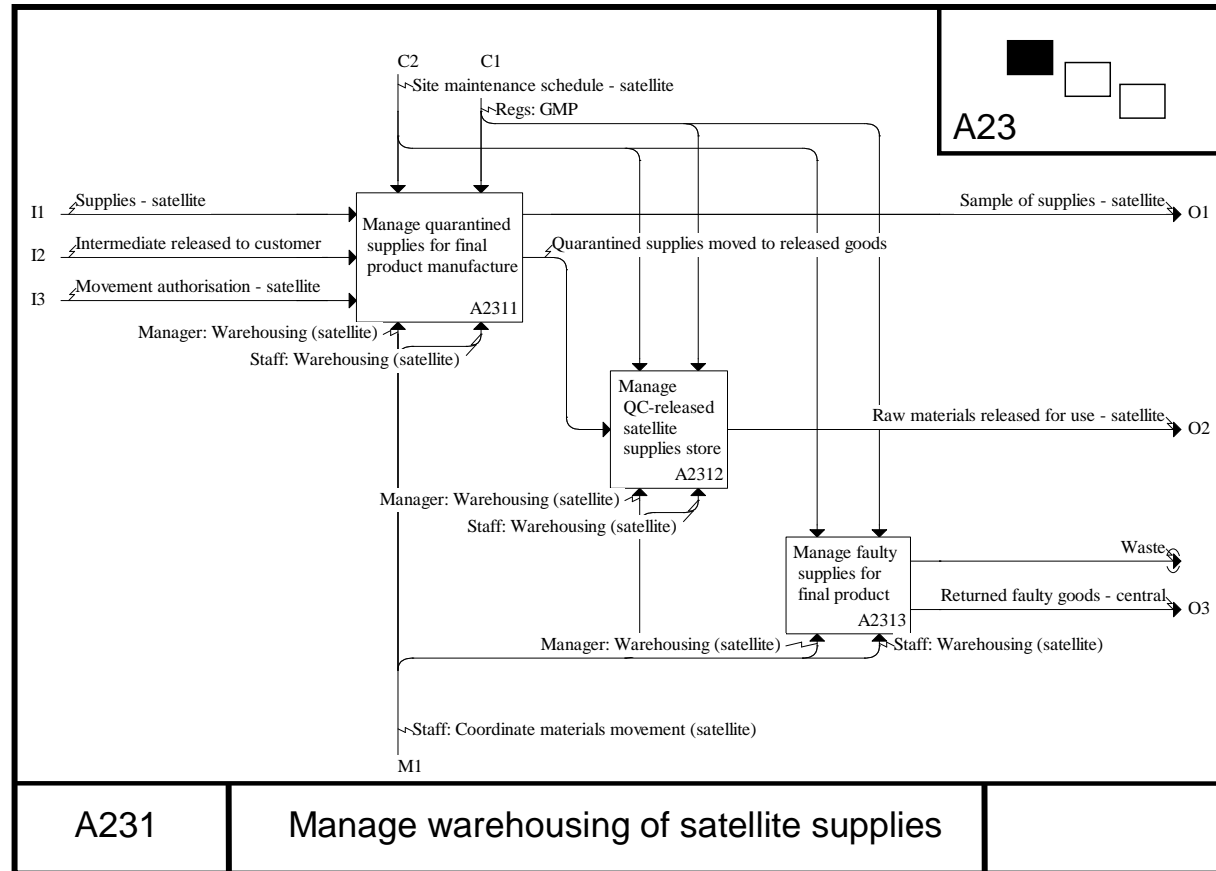 C2
C1
Site maintenance schedule - satellite
Regs: GMP
A23
I1
Supplies - satellite
I2
Intermediate released to customer
I3
Movement authorisation - satellite
Manage quarantined
supplies for final
product manufacture
A2311
Sample of supplies - satellite
O1
Quarantined supplies moved to released goods
Manager: Warehousing (satellite)
Staff: Warehousing (satellite)
Manage
QC-released
satellite
supplies store
A2312
Raw materials released for use - satellite
O2
Manager: Warehousing (satellite)
Staff: Warehousing (satellite)
Manage faulty
supplies for
final product
A2313
Waste
Returned faulty goods - central
O3
Manager: Warehousing (satellite)
Staff: Warehousing (satellite)
Staff: Coordinate materials movement (satellite)
M1
A231
Manage warehousing of satellite supplies